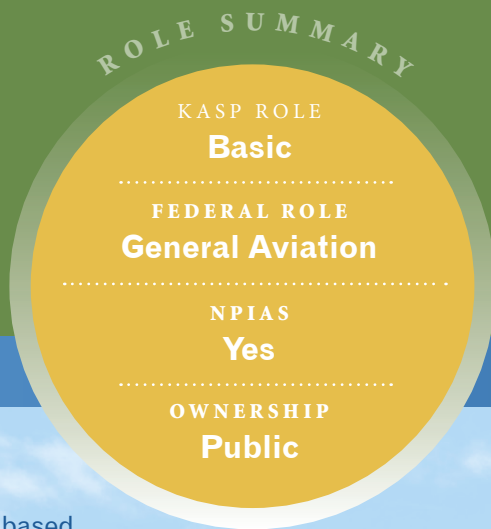 ROLE SUMMARY
KASP ROLE
Basic
FEDERAL ROLE
General Aviation
NPIAS
Yes
OWNERSHIP
Public
based